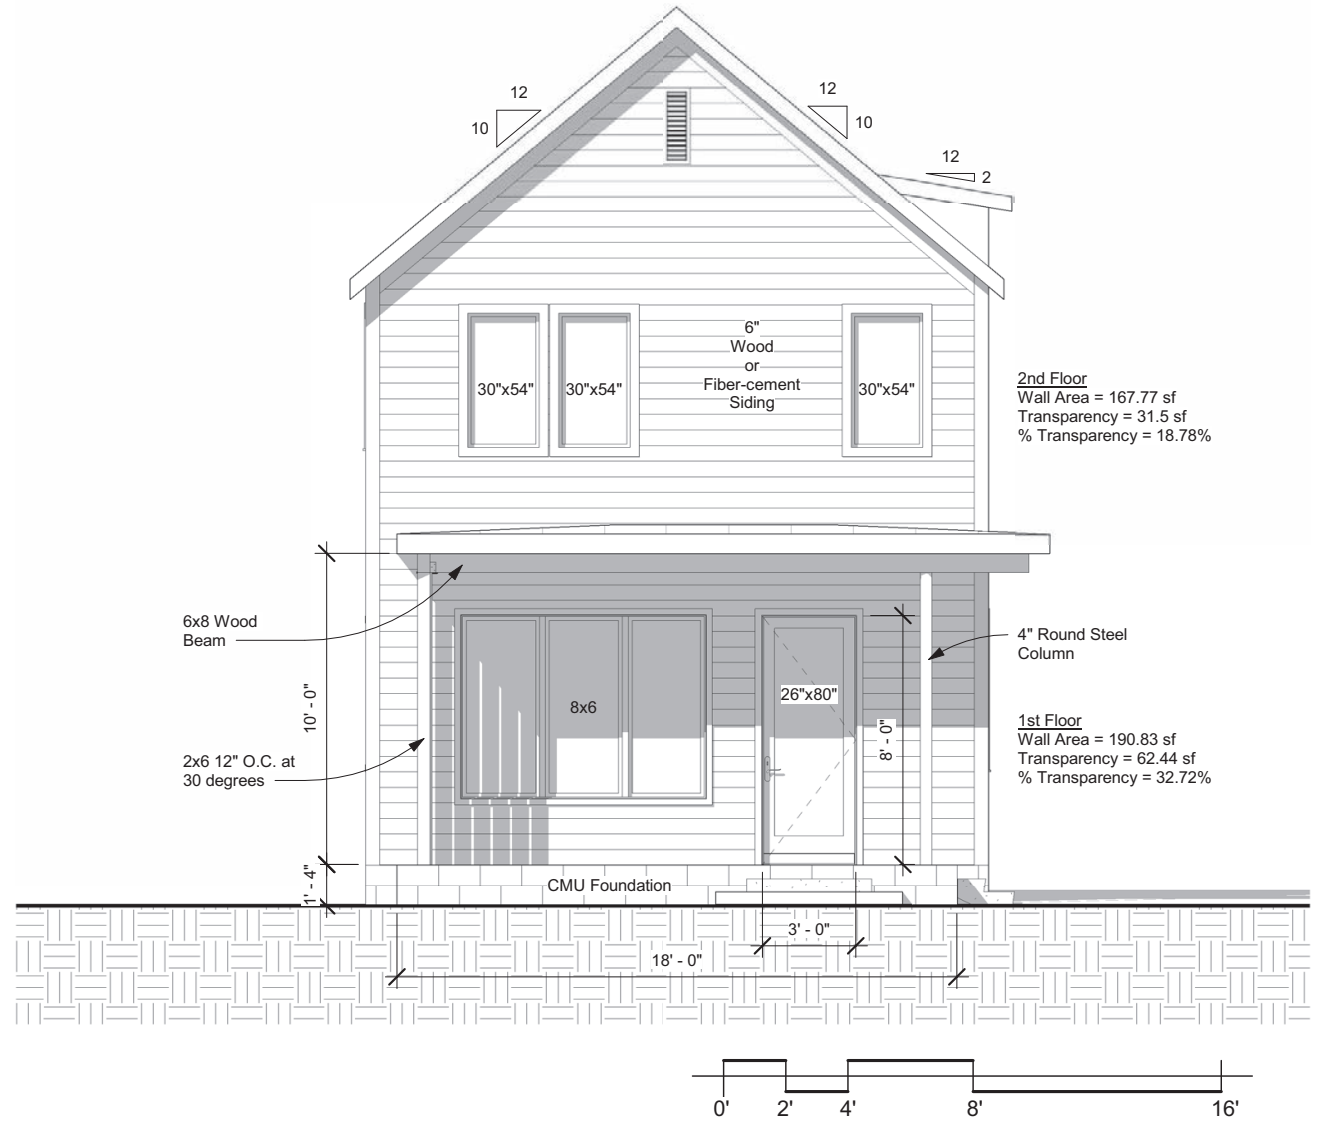 12
10
12
10
12
2
6"
Wood
or
Fiber-cement
Siding
30"x54"
30"x54"
30"x54"
2nd Floor
Wall Area = 167.77 sf
Transparency = 31.5 sf
% Transparency = 18.78%
6x8 Wood
Beam
4" Round Steel
Column
10' - 0"
8x6
26"x80"
8' - 0"
1st Floor
Wall Area = 190.83 sf
Transparency = 62.44 sf
% Transparency = 32.72%
2x6 12" O.C. at
30 degrees
1' - 4"
CMU Foundation
3' - 0"
18' - 0"
0' 2' 4' 8' 16'